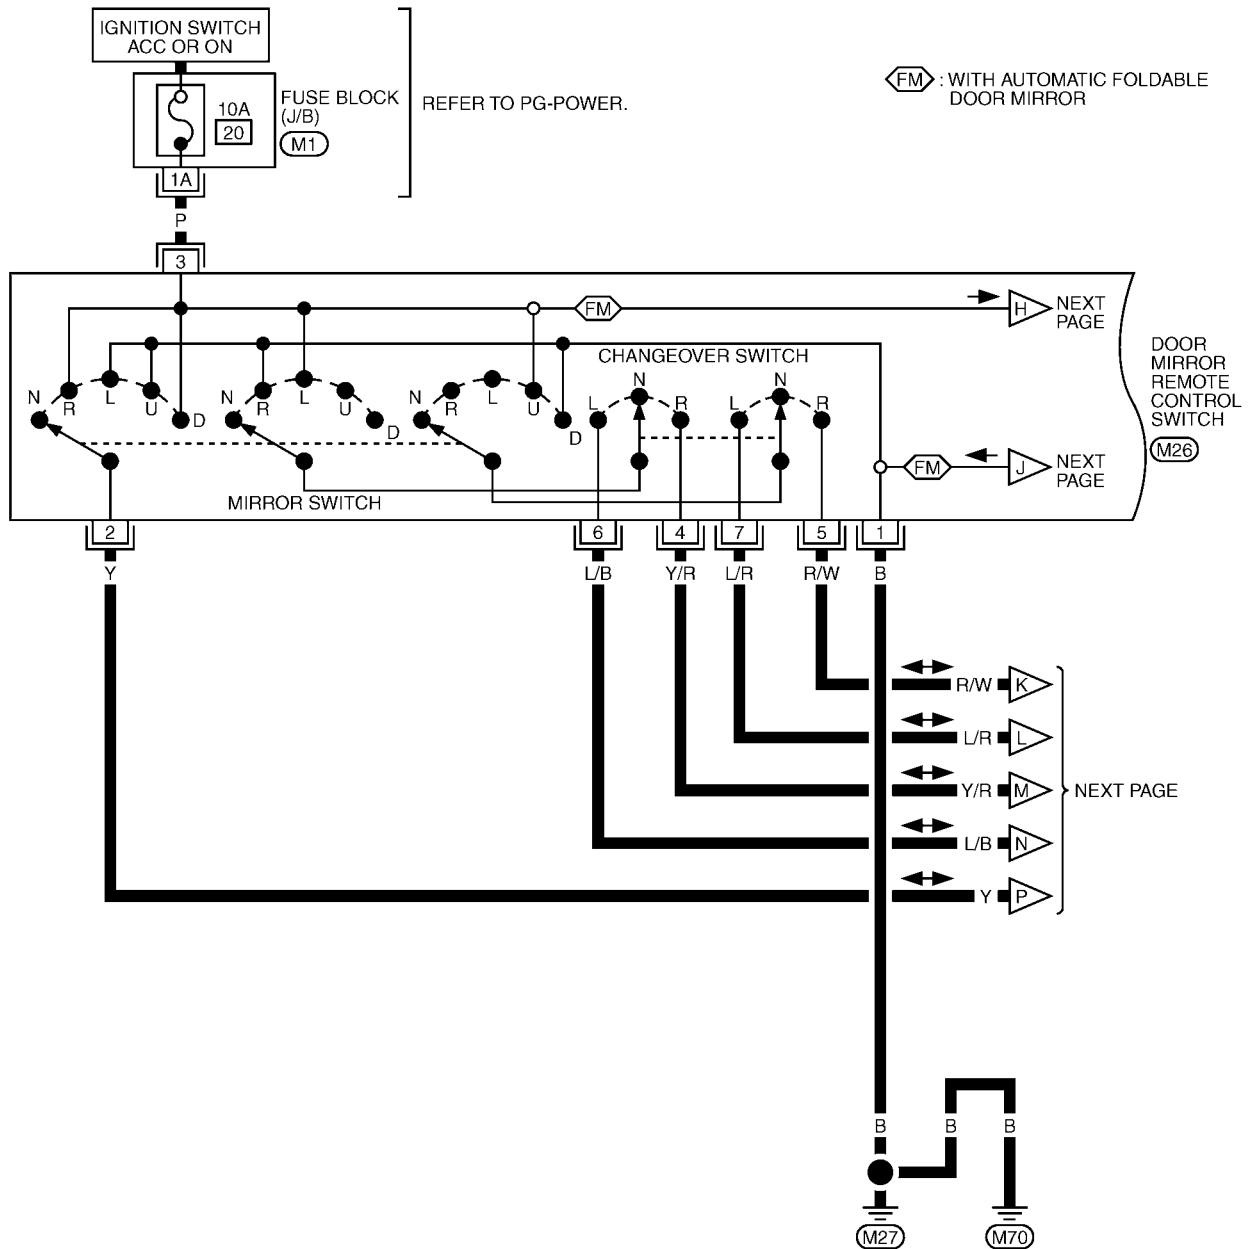 IGNITION SWITCH
ACC OR ON
FUSE BLOCK
(J/B)
10A
20
M1
REFER TO PG-POWER.
FM : WITH AUTOMATIC FOLDABLE
DOOR MIRROR
1A
P
3
FM
H
NEXT
PAGE
CHANGEOVER SWITCH
DOOR
MIRROR
REMOTE
CONTROL
SWITCH
M26
N R L U D
N R L U D
N R L U D
L N R
L N R
FM
J
NEXT
PAGE
MIRROR SWITCH
2 6 4 7 5 1
Y L/B Y/R L/R R/W B
R/W K
L/R L
Y/R M
NEXT PAGE
L/B N
Y P
B B B
M27 M70